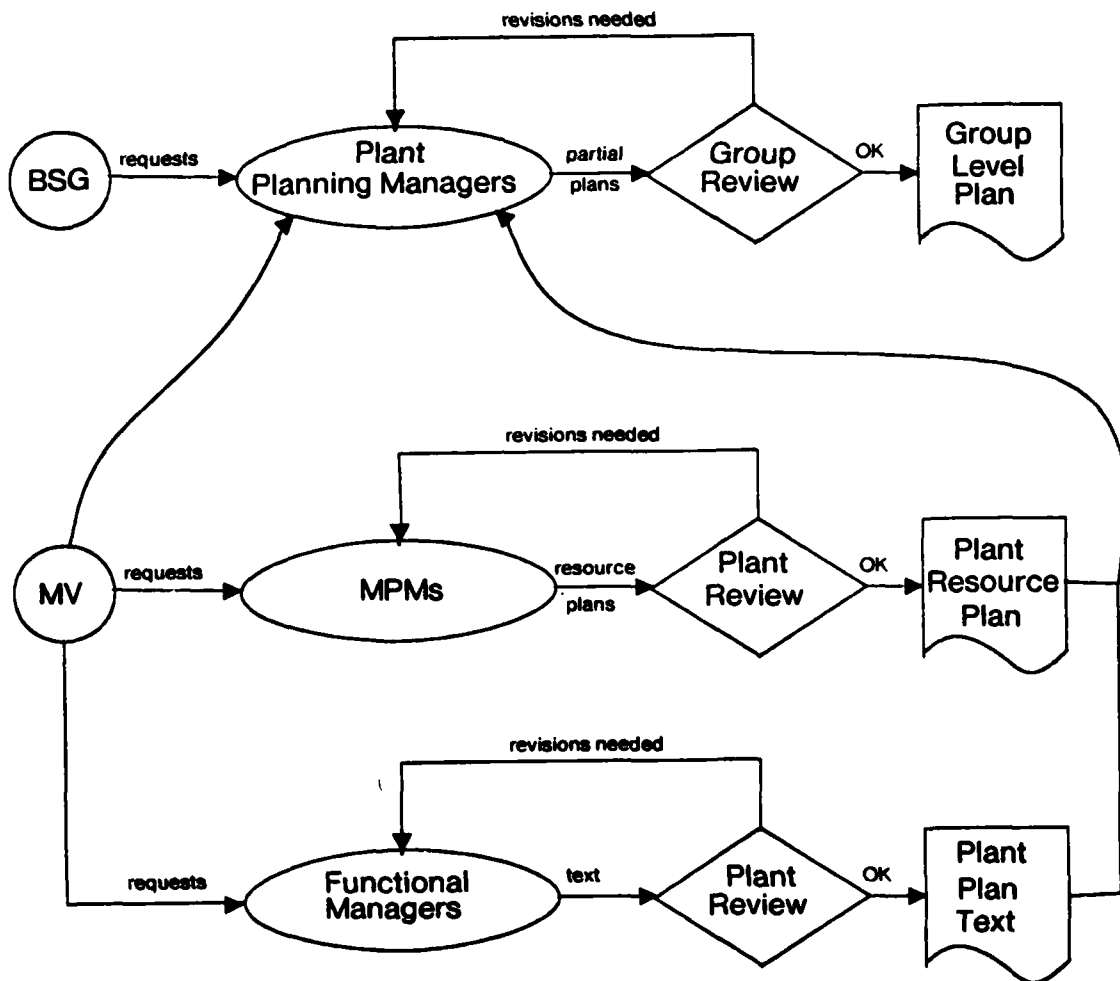 revisions needed
BSG
requests
Plant
Planning Managers
partial
plans
Group
Review
OK
Group
Level
Plan
revisions needed
MV
requests
MPMs
resource
plans
Plant
Review
OK
Plant
Resource
Plan
revisions needed
requests
Functional
Managers
text
Plant
Review
OK
Plant
Plan
Text